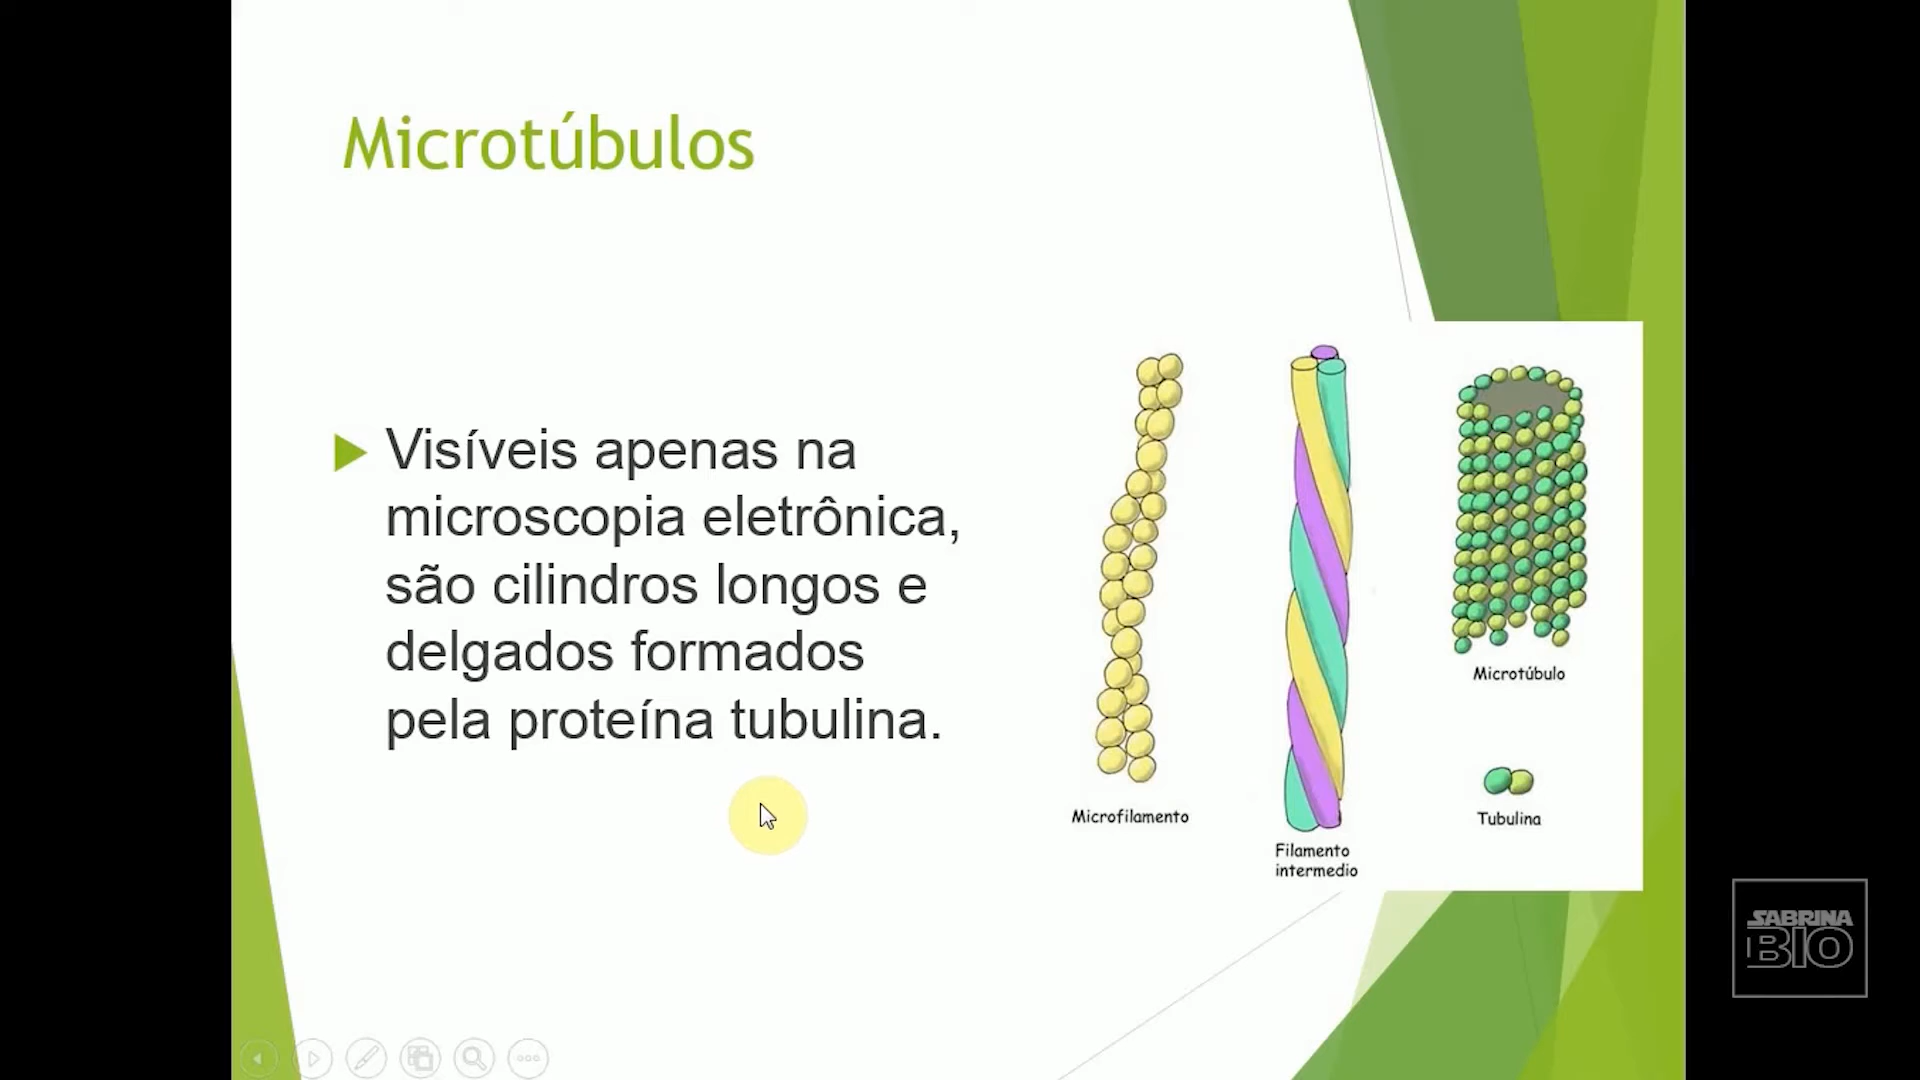 Microtúbulos
Visíveis apenas na
microscopia eletrônica,
são cilindros longos e
delgados formados
pela proteína tubulina.
Microfilamento
Filamento
intermedio
Microtúbulo
Tubulina
SABRINA
BIO